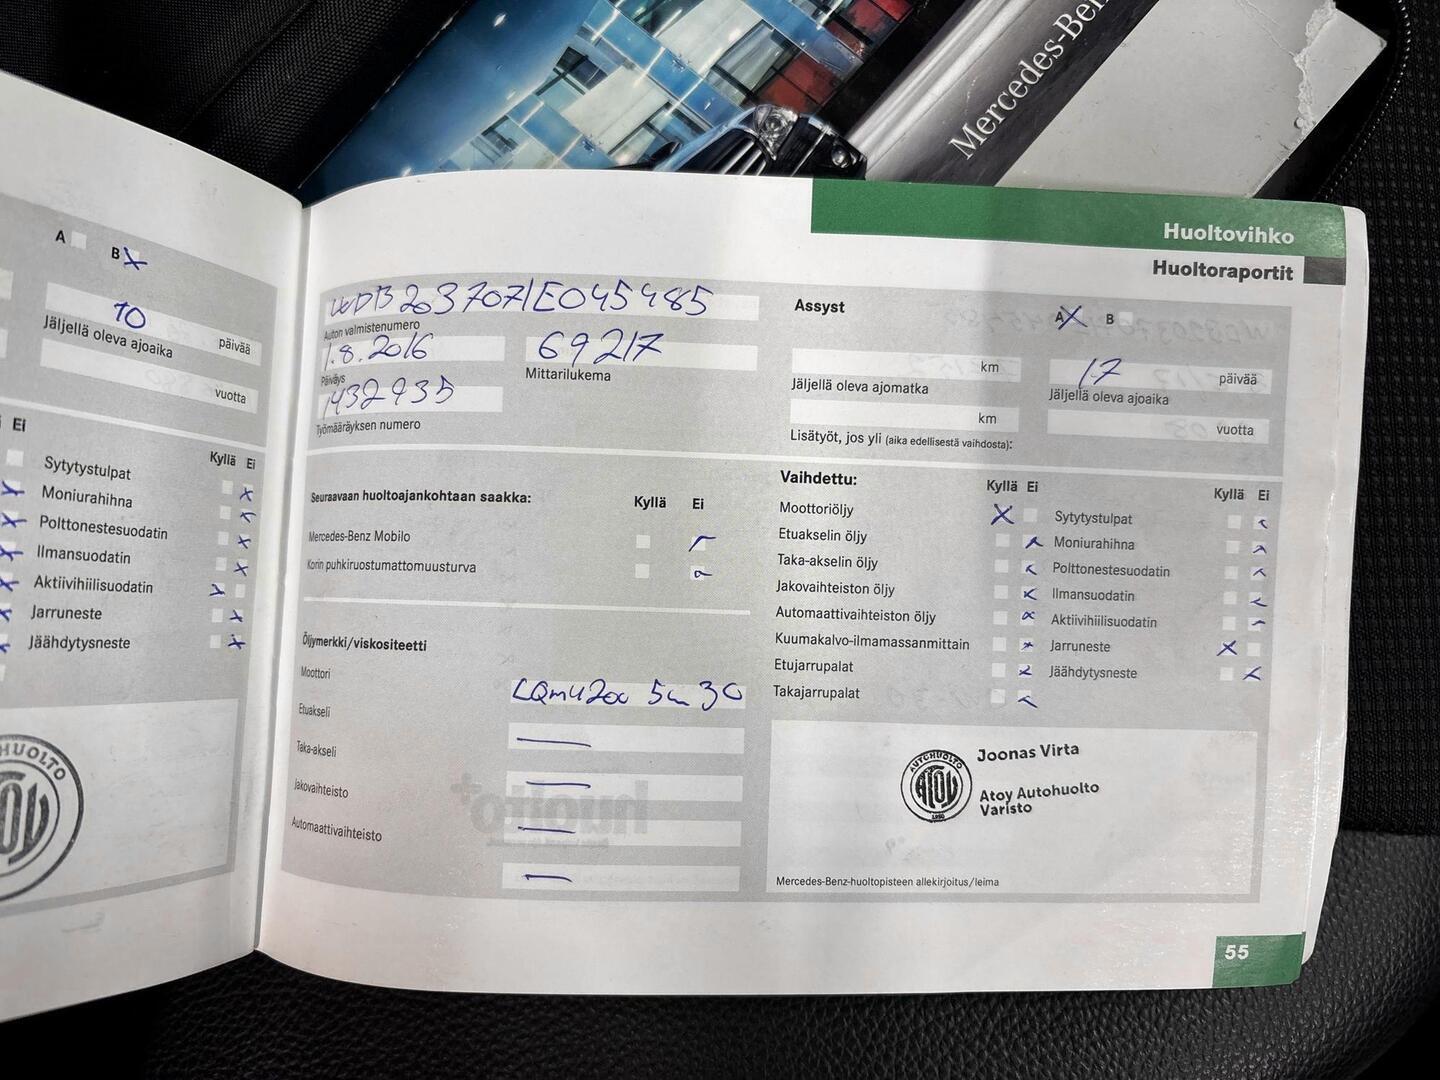 Mercedes-Ben
Huoltovihko
Huoltoraportit
A B X
10
Jäljellä oleva ajoaika päivää
vuotta
Ei
Kyllä Ei
Sytytystulpat
Moniurahihna
Polttonestesuodatin
Ilmansuodatin
Aktiivihiilisuodatin
Jarruneste
Jäähdytysneste
WDB2037071E045485
Auton valmistenumero
1.8.2016
69217
Päiväys
Mittarilukema
1432935
Työmääräyksen numero
Assyst
A X B
km
17 päivää
Jäljellä oleva ajomatka
Jäljellä oleva ajoaika
km
vuotta
Lisätyöt, jos yli (aika edellisestä vaihdosta):
Seuraavaan huoltoajankohtaan saakka:
Kyllä Ei
Mercedes-Benz Mobilo
Korin puhkiruostumattomuusturva
Öljymerkki/viskositeetti
Moottori
5w30
Etuakseli
Taka-akseli
Jakovaihteisto
Automaattivaihteisto
Vaihdettu:
Kyllä Ei
Kyllä Ei
Moottoriöljy X
Sytytystulpat
Etuakselin öljy
Moniurahihna
Taka-akselin öljy
Polttonestesuodatin
Jakovaihteiston öljy
Ilmansuodatin
Automaattivaihteiston öljy
Aktiivihiilisuodatin
Kuumakalvo-ilmamassanmittain
Jarruneste X
Etujarrupalat
Jäähdytysneste
Takajarrupalat
AUTOHUOLTO
ATOY
1950
Joonas Virta
Atoy Autohuolto
Varisto
Mercedes-Benz-huoltopisteen allekirjoitus/leima
55